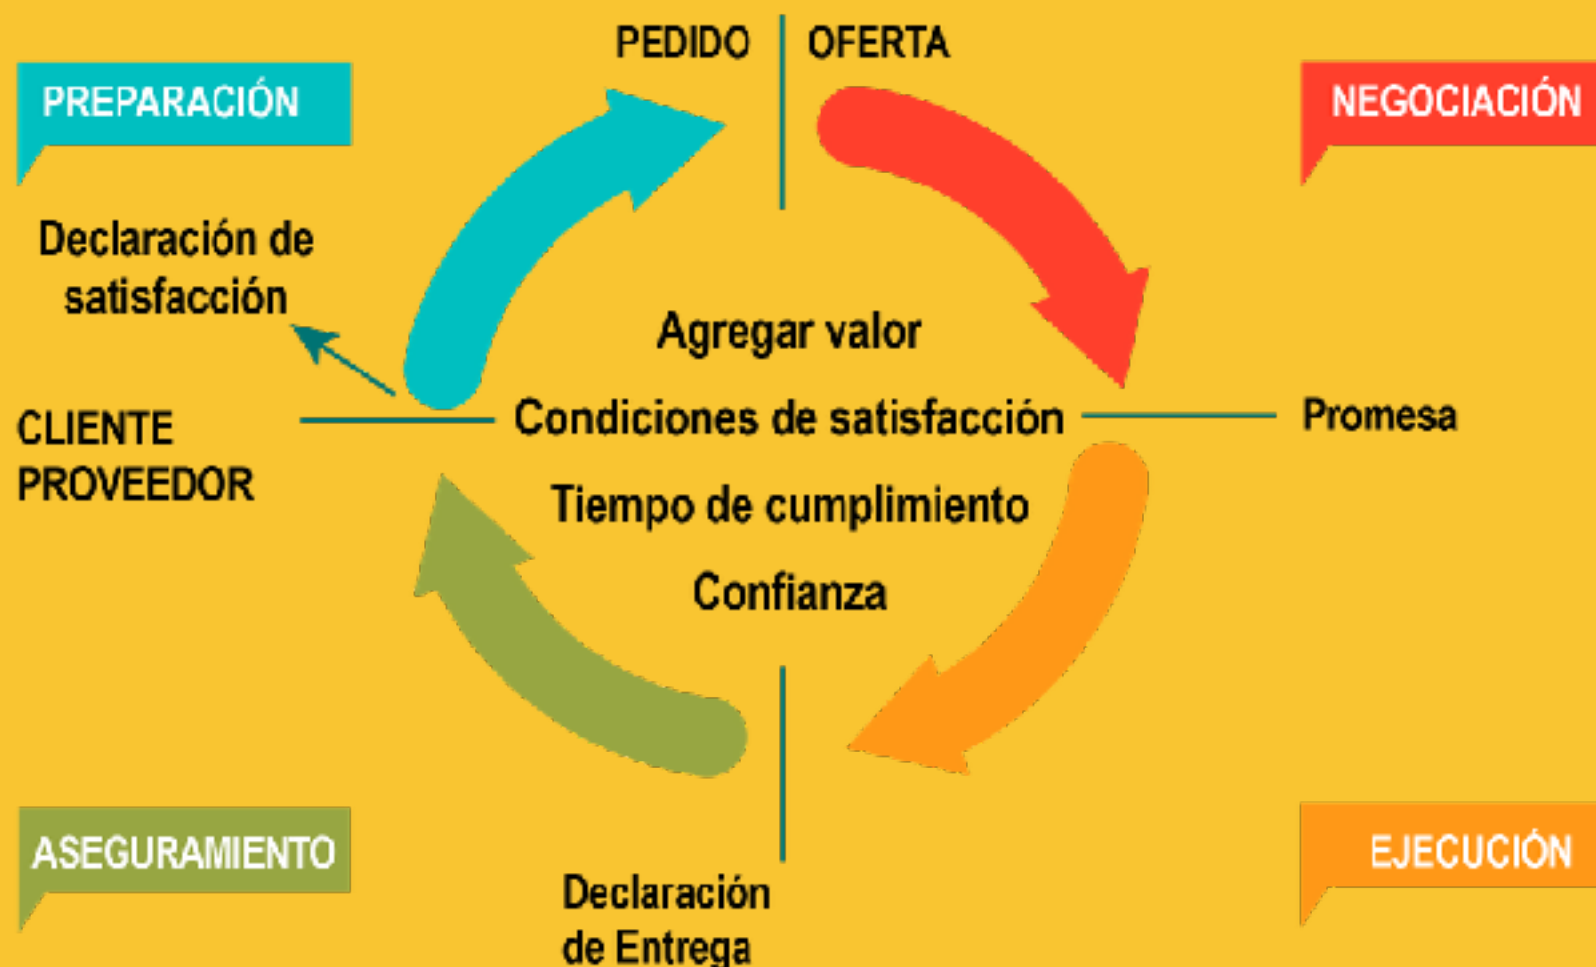 PEDIDO OFERTA
PREPARACIÓN
NEGOCIACIÓN
Declaración de
satisfacción
Agregar valor
CLIENTE
PROVEEDOR
Condiciones de satisfacción
Promesa
Tiempo de cumplimiento
Confianza
ASEGURAMIENTO
EJECUCIÓN
Declaración
de Entrega